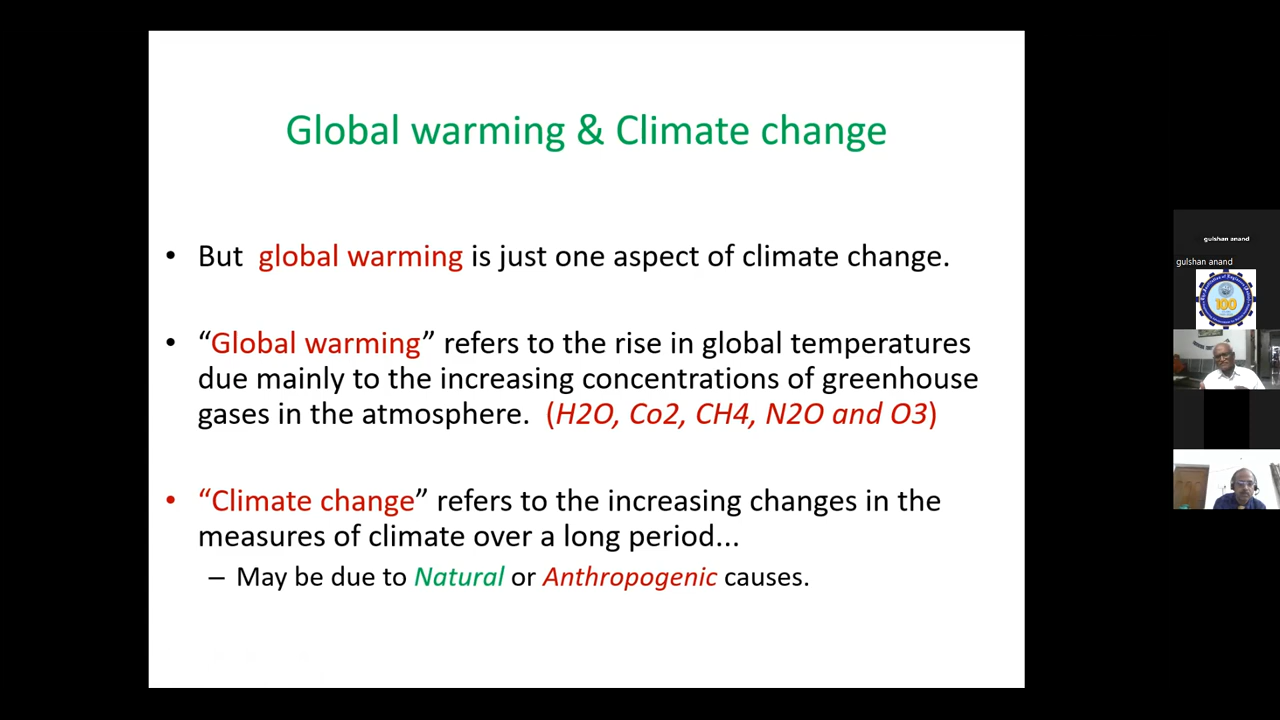 Global warming & Climate change
• But global warming is just one aspect of climate change.
• “Global warming” refers to the rise in global temperatures
due mainly to the increasing concentrations of greenhouse
gases in the atmosphere. (H2O, Co2, CH4, N2O and O3)
• “Climate change” refers to the increasing changes in the
measures of climate over a long period...
– May be due to Natural or Anthropogenic causes.
gulshan anand
gulshan anand
100